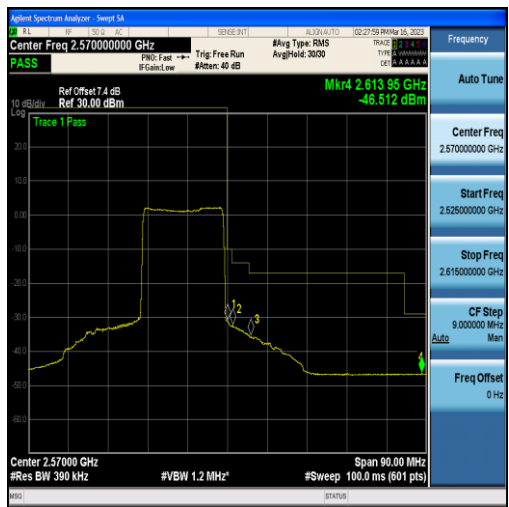 Agilent Spectrum Analyzer - Swept SA
RL RF 50 Ω AC SENSE:INT ALIGNAUTO 02:27:59 PM Mar 16, 2023
Center Freq 2.570000000 GHz #Avg Type: RMS TRACE 1 2 3 4 5 6
PNO: Fast Trig: Free Run Avg|Hold: 30/30 TYPE A
PASS IFGain:Low #Atten: 40 dB DET A A A A A A
Mkr4 2.613 95 GHz
-46.512 dBm
Ref Offset 7.4 dB
10 dB/div Ref 30.00 dBm
Log
Trace 1 Pass
20.0
10.0
0.00
-10.0
-20.0
-30.0
-40.0
-50.0
-60.0
1
2
3
4
Center 2.57000 GHz Span 90.00 MHz
#Res BW 390 kHz #VBW 1.2 MHz* #Sweep 100.0 ms (601 pts)
MSG STATUS
Frequency
Auto Tune
Center Freq
2.570000000 GHz
Start Freq
2.525000000 GHz
Stop Freq
2.615000000 GHz
CF Step
9.000000 MHz
Auto Man
Freq Offset
0 Hz